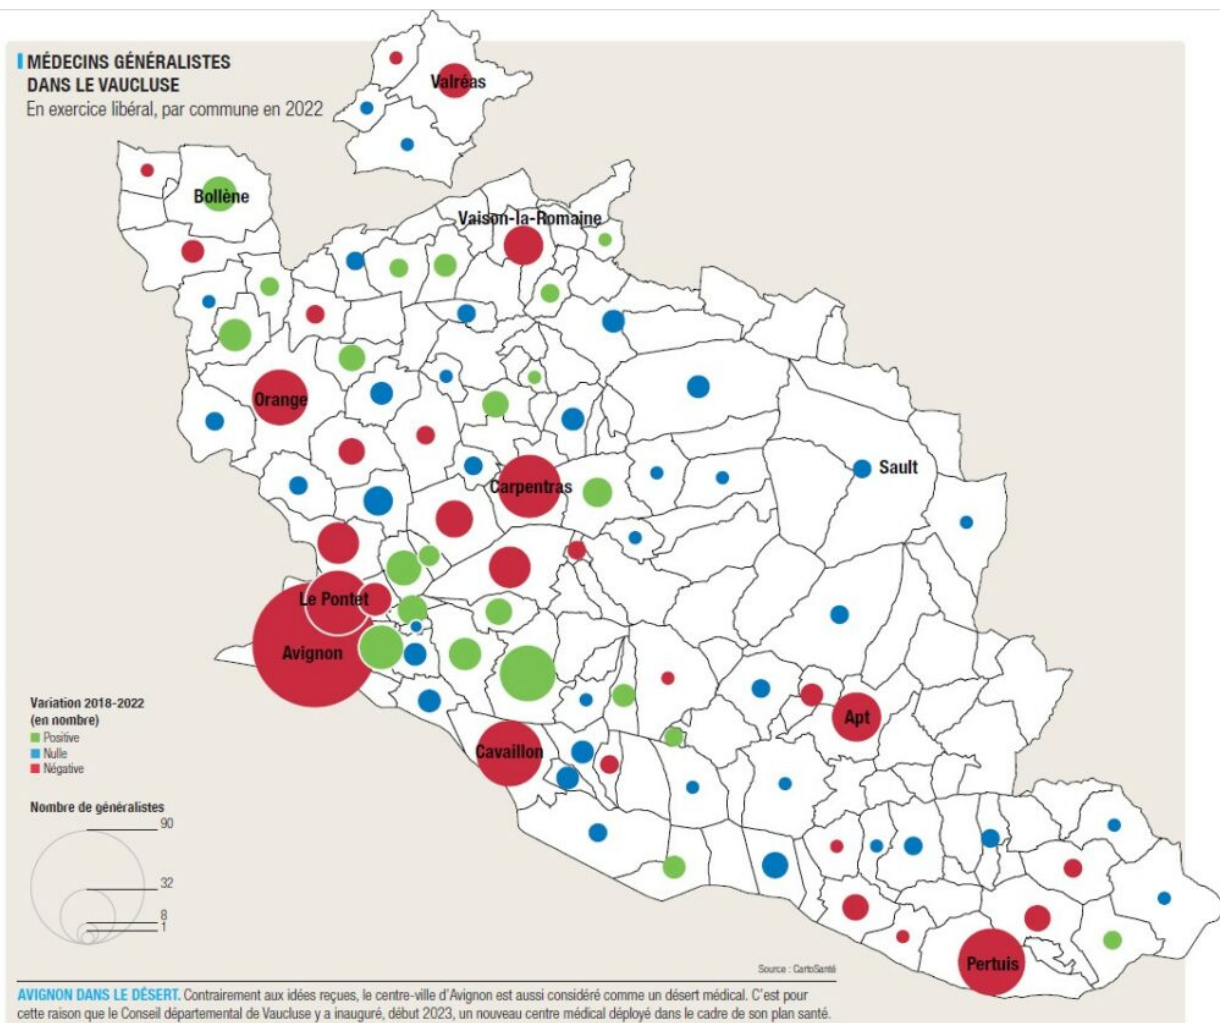 MÉDECINS GÉNÉRALISTES
DANS LE VAUCLUSE
En exercice libéral, par commune en 2022
Valréas
Bollène
Vaison-la-Romaine
Orange
Sault
Carpentras
Le Pontet
Avignon
Apt
Cavaillon
Pertuis
Variation 2018-2022
(en nombre)
Positive
Nulle
Négative
Nombre de généralistes
90
32
8
1
Source : CartoSanté
AVIGNON DANS LE DÉSERT. Contrairement aux idées reçues, le centre-ville d'Avignon est aussi considéré comme un désert médical. C'est pour
cette raison que le Conseil départemental de Vaucluse y a inauguré, début 2023, un nouveau centre médical déployé dans le cadre de son plan santé.